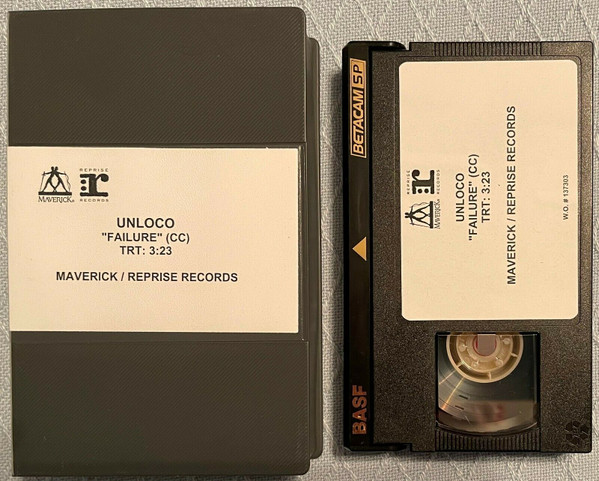 MAVERICK®
REPRISE
r
RECORDS
UNLOCO
"FAILURE" (CC)
TRT: 3:23
MAVERICK / REPRISE RECORDS
BETACAM SP
BASF
MAVERICK®
REPRISE
r
RECORDS
UNLOCO
"FAILURE" (CC)
TRT: 3:23
MAVERICK / REPRISE RECORDS
W.O. # 137303